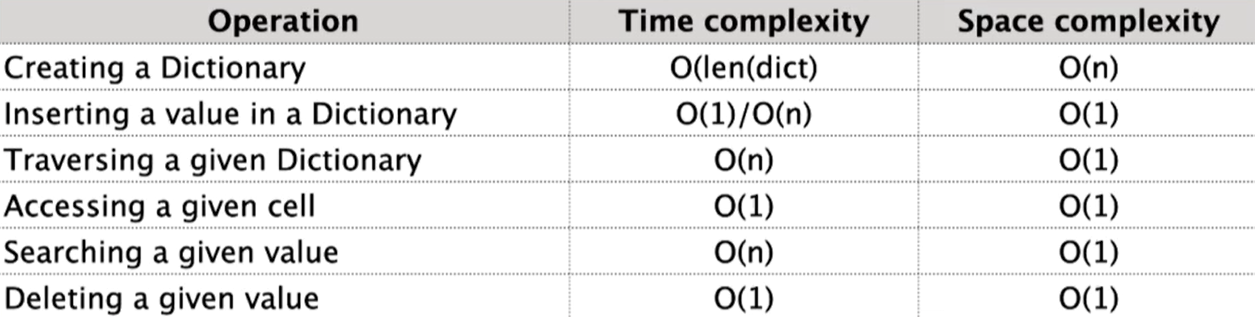 Operation Time complexity Space complexity
Creating a Dictionary O(len(dict) O(n)
Inserting a value in a Dictionary O(1)/O(n) O(1)
Traversing a given Dictionary O(n) O(1)
Accessing a given cell O(1) O(1)
Searching a given value O(n) O(1)
Deleting a given value O(1) O(1)